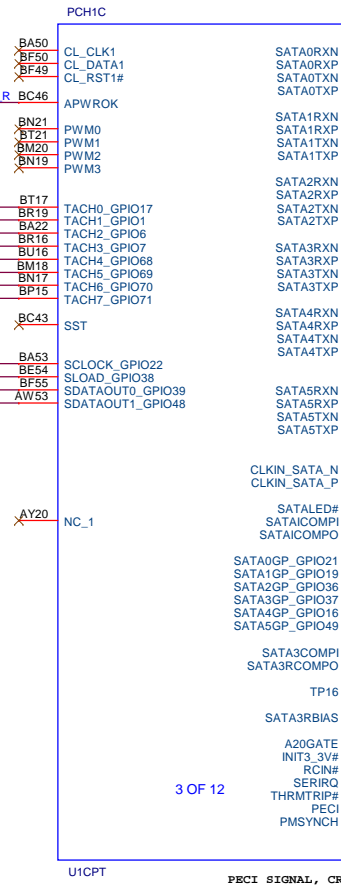 PCH1C
BA50 CL_CLK1 SATA0RXN
BF50 CL_DATA1 SATA0RXP
BF49 CL_RST1# SATA0TXN
SATA0TXP
R BC46 APWROK
SATA1RXN
BN21 PWM0 SATA1RXP
BT21 PWM1 SATA1TXN
BM20 PWM2 SATA1TXP
BN19 PWM3
SATA2RXN
SATA2RXP
BT17 TACH0_GPIO17 SATA2TXN
BR19 TACH1_GPIO1 SATA2TXP
BA22 TACH2_GPIO6
BR16 TACH3_GPIO7 SATA3RXN
BU16 TACH4_GPIO68 SATA3RXP
BM18 TACH5_GPIO69 SATA3TXN
BN17 TACH6_GPIO70 SATA3TXP
BP15 TACH7_GPIO71
SATA4RXN
BC43 SST SATA4RXP
SATA4TXN
SATA4TXP
BA53 SCLOCK_GPIO22
BE54 SLOAD_GPIO38
BF55 SDATAOUT0_GPIO39 SATA5RXN
AW53 SDATAOUT1_GPIO48 SATA5RXP
SATA5TXN
SATA5TXP
CLKIN_SATA_N
CLKIN_SATA_P
SATALED#
AY20 NC_1 SATAICOMPI
SATAICOMPO
SATA0GP_GPIO21
SATA1GP_GPIO19
SATA2GP_GPIO36
SATA3GP_GPIO37
SATA4GP_GPIO16
SATA5GP_GPIO49
SATA3COMPI
SATA3RCOMPO
TP16
SATA3RBIAS
A20GATE
INIT3_3V#
RCIN#
3 OF 12 SERIRQ
THRMTRIP#
PECI
PMSYNCH
U1CPT
PECI SIGNAL, CR